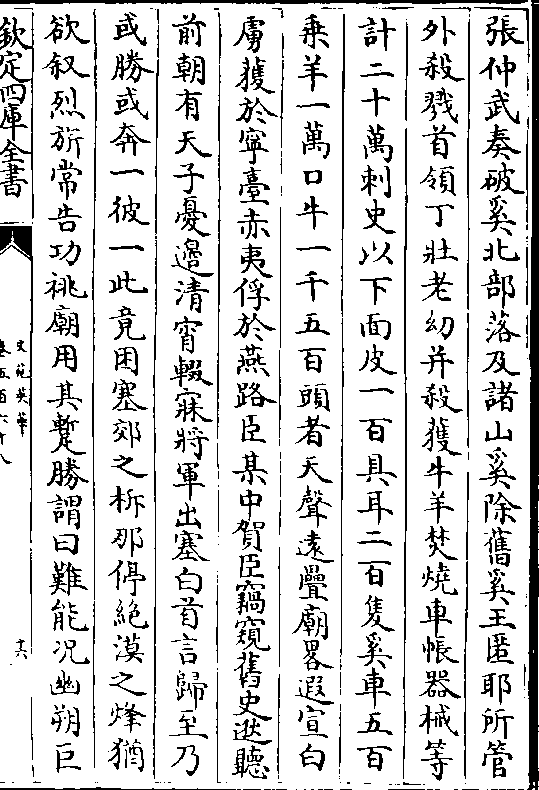 張仲武奏破奚北部落及諸山奚除舊奚王匿耶所管
外殺戮首領丁壯老幼并殺獲牛羊焚燒車帳器械等
計二十萬刺史以下面皮一百具耳二百隻奚車五百
乘羊一萬口牛一千五百頭者天聲遠疊廟畧遐宣白
虜獲於寧臺赤夷俘於燕路臣某中賀臣竊窺舊史逖聽
前朝有天子憂邊清宵輟寐將軍出塞白首言歸至乃
或勝或奔一彼一此竟困塞郊之柝那停絶漠之烽猶
欲叙烈旂常告功祧廟用其蹔勝謂曰難能况幽朔巨
欽定四庫全書
文苑英華
卷五百六十八
十六